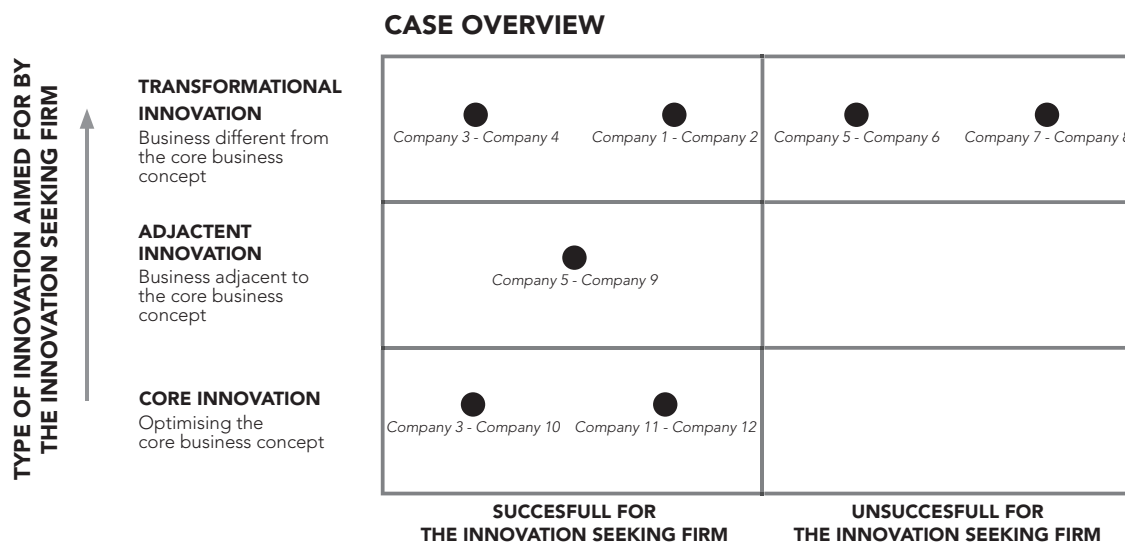 CASE OVERVIEW
TYPE OF INNOVATION AIMED FOR BY
THE INNOVATION SEEKING FIRM
TRANSFORMATIONAL
INNOVATION
Business different from
the core business
concept
Company 3 - Company 4
Company 1 - Company 2
Company 5 - Company 6
Company 7 - Company 8
ADJACTENT
INNOVATION
Business adjacent to
the core business
concept
Company 5 - Company 9
CORE INNOVATION
Optimising the
core business concept
Company 3 - Company 10
Company 11 - Company 12
SUCCESFULL FOR
THE INNOVATION SEEKING FIRM
UNSUCCESFULL FOR
THE INNOVATION SEEKING FIRM